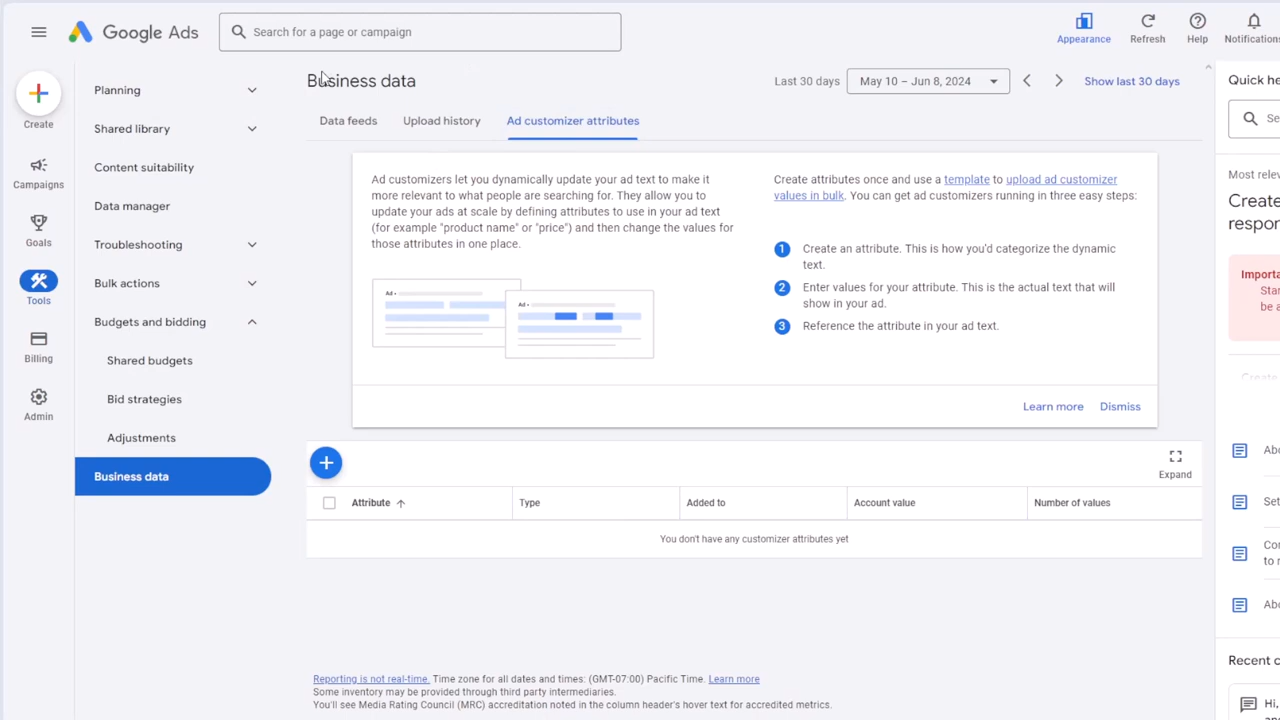 Google Ads
Search for a page or campaign
Appearance
Refresh
Help
Notifications
Create
Campaigns
Goals
Tools
Billing
Admin
Planning
Shared library
Content suitability
Data manager
Troubleshooting
Bulk actions
Budgets and bidding
Shared budgets
Bid strategies
Adjustments
Business data
Business data
Last 30 days
May 10 – Jun 8, 2024
Show last 30 days
Data feeds
Upload history
Ad customizer attributes
Ad customizers let you dynamically update your ad text to make it
more relevant to what people are searching for. They allow you to
update your ads at scale by defining attributes to use in your ad text
(for example "product name" or "price") and then change the values for
those attributes in one place.
Ad •
Ad •
Create attributes once and use a template to upload ad customizer
values in bulk. You can get ad customizers running in three easy steps:
1 Create an attribute. This is how you'd categorize the dynamic
text.
2 Enter values for your attribute. This is the actual text that will
show in your ad.
3 Reference the attribute in your ad text.
Learn more
Dismiss
Expand
Attribute
Type
Added to
Account value
Number of values
You don't have any customizer attributes yet
Reporting is not real-time. Time zone for all dates and times: (GMT-07:00) Pacific Time. Learn more
Some inventory may be provided through third party intermediaries.
You'll see Media Rating Council (MRC) accreditation noted in the column header's hover text for accredited metrics.
Quick he
Se
Most relev
Create
respor
Importa
Star
be a
Create
Abo
Set
Cor
to r
Abo
Recent c
Hi,